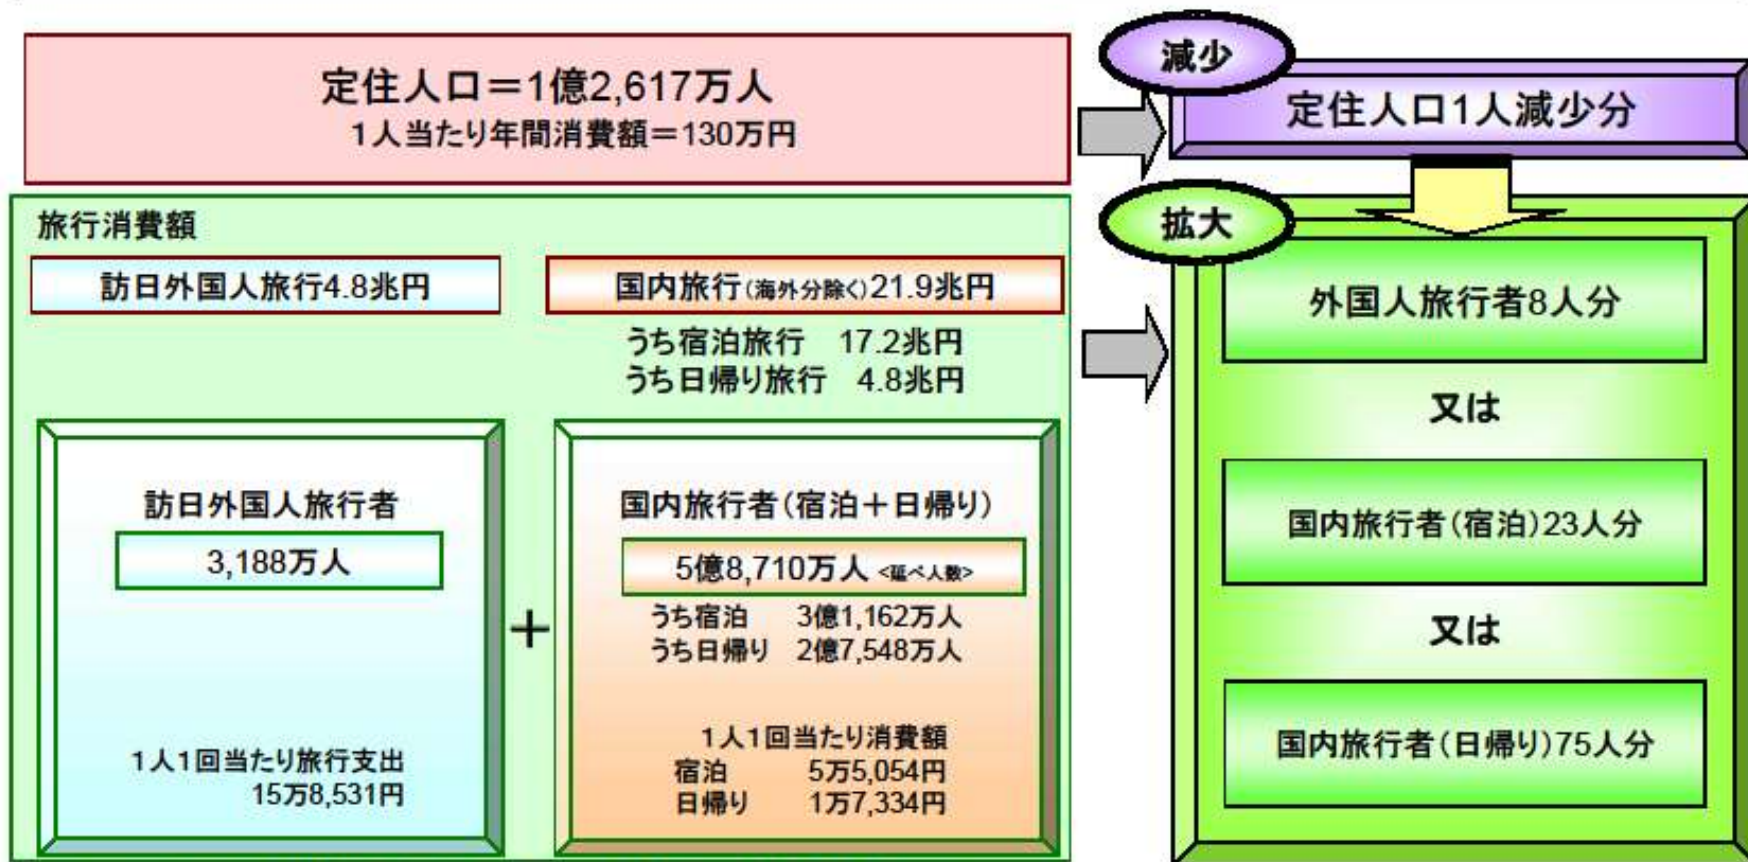 定住人口＝1億2,617万人
1人当たり年間消費額＝130万円
減少
定住人口1人減少分
旅行消費額
訪日外国人旅行4.8兆円
国内旅行(海外分除く)21.9兆円
うち宿泊旅行 17.2兆円
うち日帰り旅行 4.8兆円
訪日外国人旅行者
3,188万人
1人1回当たり旅行支出
15万8,531円
＋
国内旅行者(宿泊＋日帰り)
5億8,710万人 <延べ人数>
うち宿泊 3億1,162万人
うち日帰り 2億7,548万人
1人1回当たり消費額
宿泊 5万5,054円
日帰り 1万7,334円
拡大
外国人旅行者8人分
又は
国内旅行者(宿泊)23人分
又は
国内旅行者(日帰り)75人分